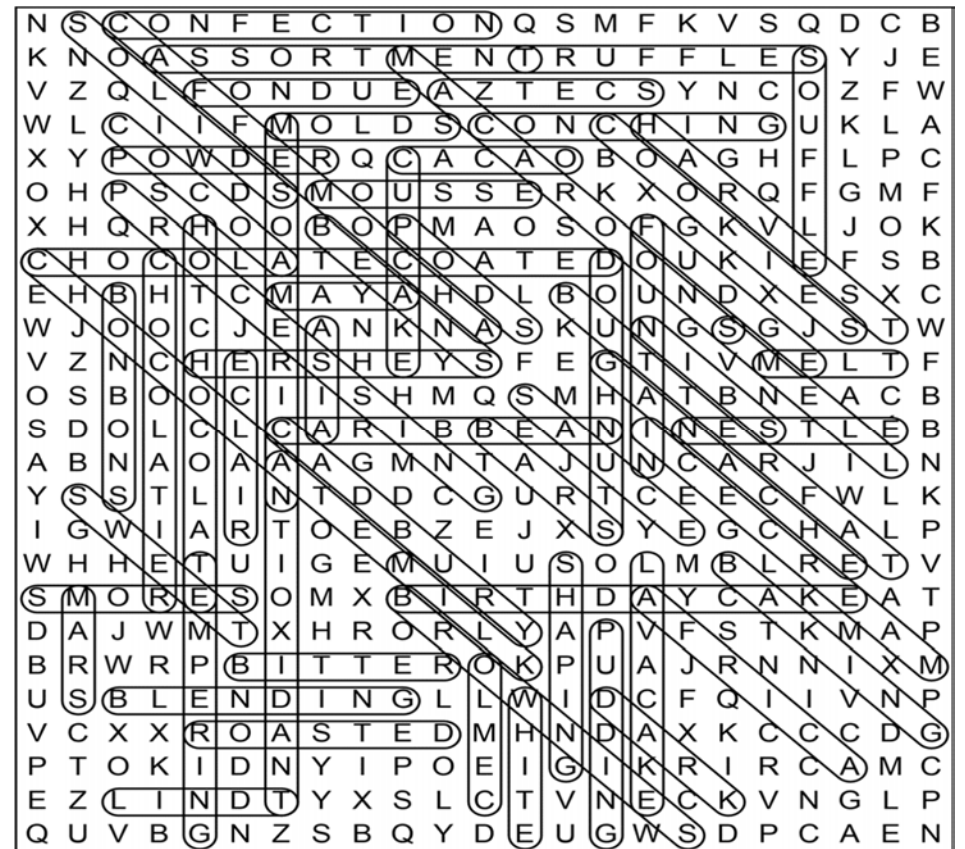 N S C O N F E C T I O N Q S M F K V S Q D C B
K N O A S S O R T M E N T R U F F L E S Y J E
V Z Q L F O N D U E A Z T E C S Y N C O Z F W
W L C I I F M O L D S C O N C H I N G U K L A
X Y P O W D E R Q C A C A O B O A G H F L P C
O H P S C D S M O U S S E R K X O R Q F G M F
X H Q R H O O B O P M A O S O F G K V L J O K
C H O C O L A T E C O A T E D O U K I E F S B
E H B H T C M A Y A H D L B O U N D X E S X C
W J O O C J E A N K N A S K U N G S G J S T W
V Z N C H E R S H E Y S F E G T I V M E L T F
O S B O O C I I S H M Q S M H A T B N E A C B
S D O L C L C A R I B B E A N I N E S T L E B
A B N A O A A A G M N T A J U N C A R J I L N
Y S S T L I N T D D C G U R T C E E C F W L K
I G W I A R T O E B Z E J X S Y E G C H A L P
W H H E T U I G E M U I U S O L M B L R E T V
S M O R E S O M X B I R T H D A Y C A K E A T
D A J W M T X H R O R L Y A P V F S T K M A P
B R W R P B I T T E R O K P U A J R N N I X M
U S B L E N D I N G L L W I D C F Q I I V N P
V C X X R O A S T E D M H N D A X K C C C D G
P T O K I D N Y I P O E I G I K R I R C A M C
E Z L I N D T Y X S L C T V N E C K V N G L P
Q U V B G N Z S B Q Y D E U G W S D P C A E N